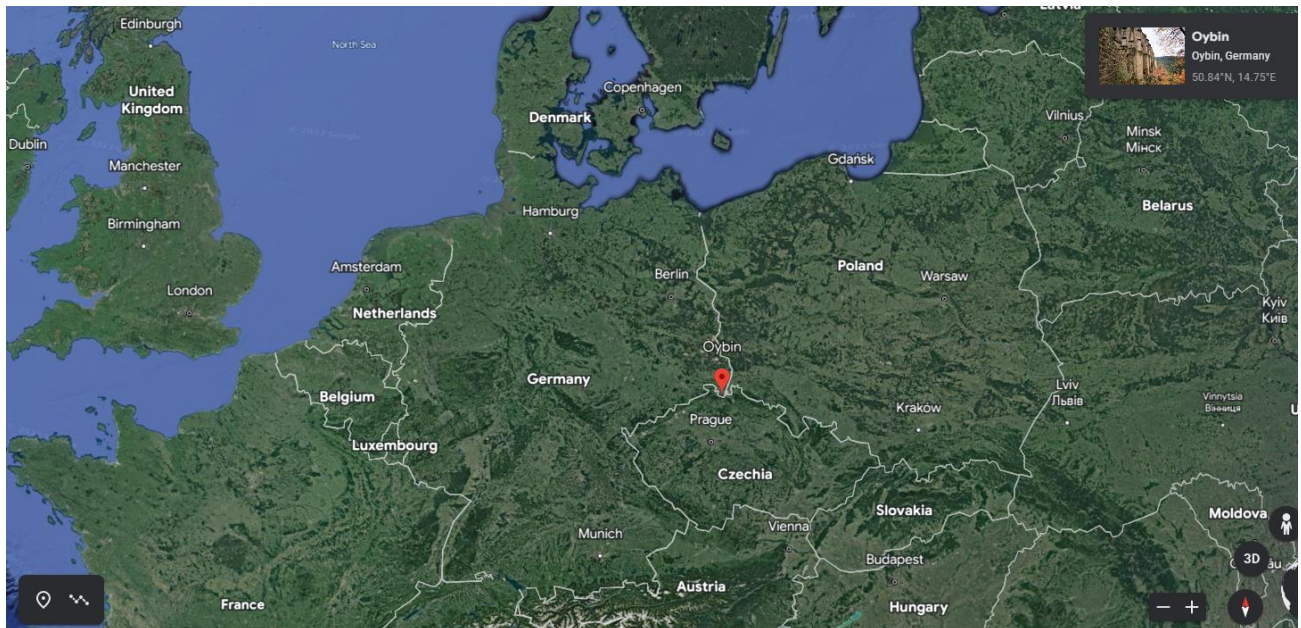 Latvia
Edinburgh
North Sea
Oybin
Oybin, Germany
50.84°N, 14.75°E
United
Kingdom
Copenhagen
Denmark
Vilnius
Minsk
Мінск
Dublin
Manchester
Gdańsk
Belarus
Birmingham
Hamburg
Amsterdam
Berlin
Poland
Warsaw
London
Netherlands
Kyiv
Київ
Oybin
Germany
Belgium
Lviv
Львів
Vinnytsia
Вінниця
Kraków
Prague
Luxembourg
Czechia
Slovakia
Moldova
Munich
Vienna
Budapest
3D
Austria
France
Hungary